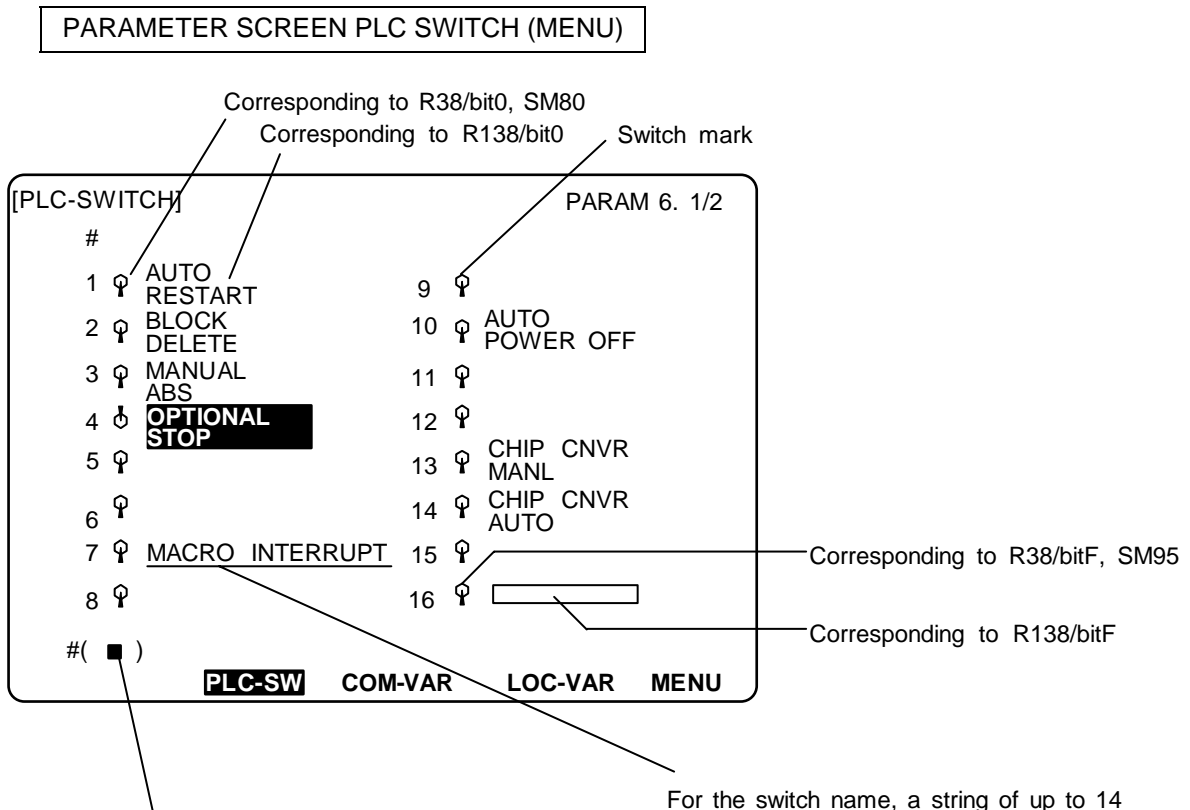 PARAMETER SCREEN PLC SWITCH (MENU)
Corresponding to R38/bit0, SM80
Corresponding to R138/bit0
Switch mark
[PLC-SWITCH]
PARAM 6. 1/2
#
1 AUTO
RESTART
2 BLOCK
DELETE
3 MANUAL
ABS
4 OPTIONAL
STOP
5
6
7 MACRO INTERRUPT
8
9
10 AUTO
POWER OFF
11
12
13 CHIP CNVR
MANL
14 CHIP CNVR
AUTO
15
16
Corresponding to R38/bitF, SM95
Corresponding to R138/bitF
#( ■ )
PLC-SW COM-VAR LOC-VAR MENU
For the switch name, a string of up to 14